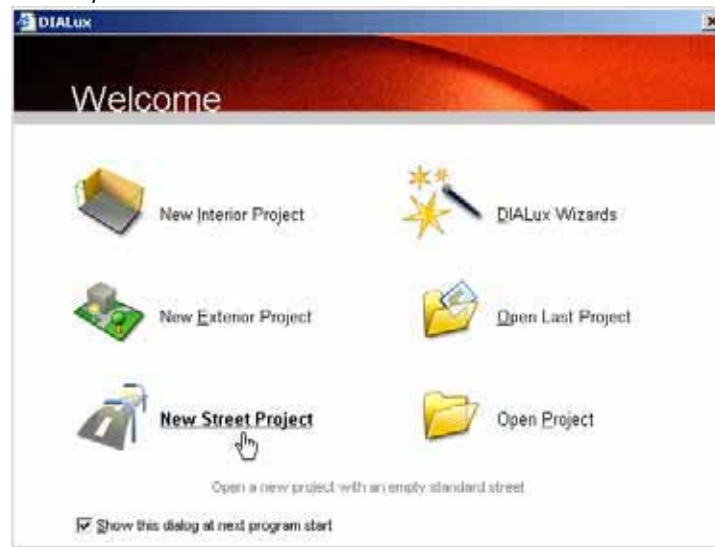 DIALux
Welcome
New Interior Project
DIALux Wizards
New Exterior Project
Open Last Project
New Street Project
Open Project
Open a new project with an empty standard street
Show this dialog at next program start